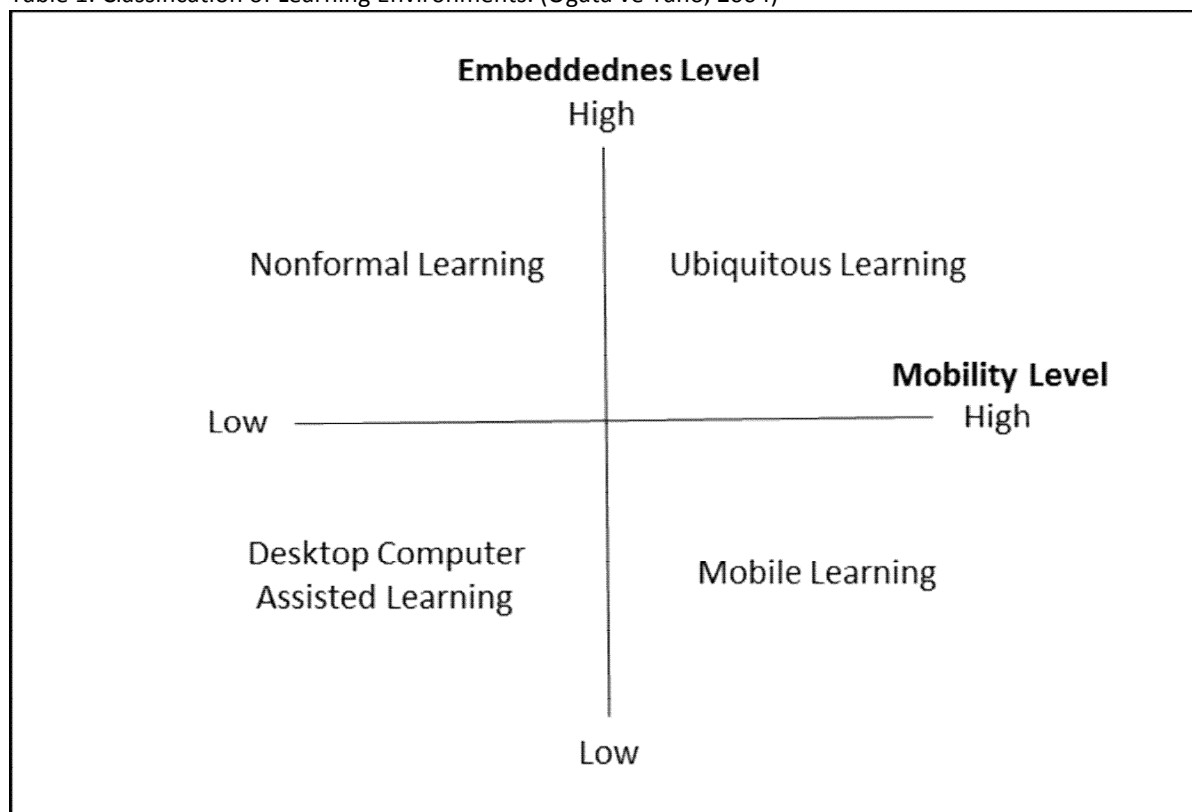 Table 1. Classification of Learning Environments. (Ogata ve Yano, 2004)
Embeddednes Level
High
Nonformal Learning
Ubiquitous Learning
Mobility Level
Low
High
Desktop Computer
Assisted Learning
Mobile Learning
Low